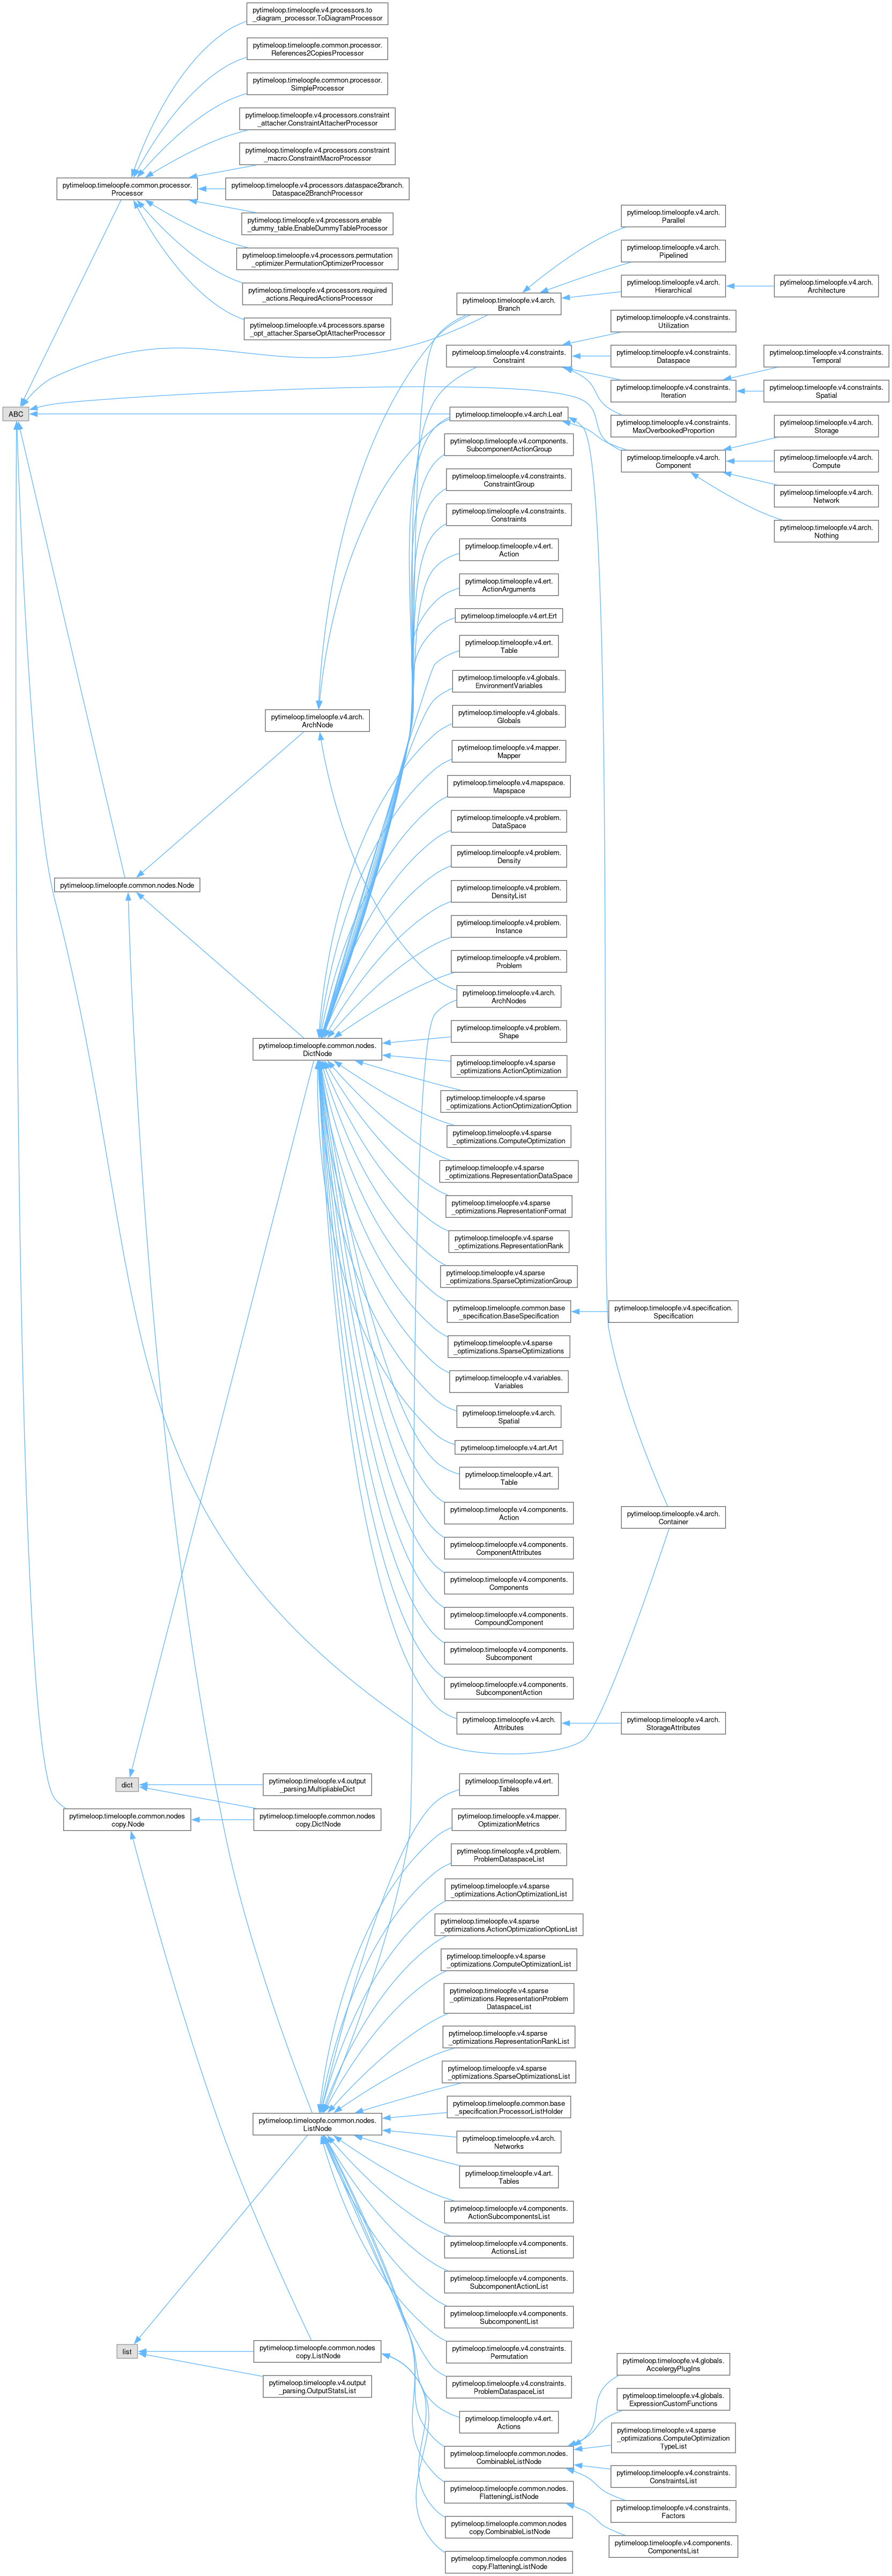 pytimeloop.timeloopfe.v4.processors.to
_diagram_processor.ToDiagramProcessor
pytimeloop.timeloopfe.common.processor.
References2CopiesProcessor
pytimeloop.timeloopfe.common.processor.
SimpleProcessor
pytimeloop.timeloopfe.v4.processors.constraint
_attacher.ConstraintAttacherProcessor
pytimeloop.timeloopfe.v4.processors.constraint
_macro.ConstraintMacroProcessor
pytimeloop.timeloopfe.common.processor.
Processor
pytimeloop.timeloopfe.v4.processors.dataspace2branch.
Dataspace2BranchProcessor
pytimeloop.timeloopfe.v4.processors.enable
_dummy_table.EnableDummyTableProcessor
pytimeloop.timeloopfe.v4.processors.permutation
_optimizer.PermutationOptimizerProcessor
pytimeloop.timeloopfe.v4.processors.required
_actions.RequiredActionsProcessor
pytimeloop.timeloopfe.v4.processors.sparse
_opt_attacher.SparseOptAttacherProcessor
pytimeloop.timeloopfe.v4.arch.
Parallel
pytimeloop.timeloopfe.v4.arch.
Pipelined
pytimeloop.timeloopfe.v4.arch.
Hierarchical
pytimeloop.timeloopfe.v4.arch.
Architecture
pytimeloop.timeloopfe.v4.arch.
Branch
pytimeloop.timeloopfe.v4.constraints.
Utilization
pytimeloop.timeloopfe.v4.constraints.
Constraint
pytimeloop.timeloopfe.v4.constraints.
Dataspace
pytimeloop.timeloopfe.v4.constraints.
Temporal
pytimeloop.timeloopfe.v4.constraints.
Iteration
pytimeloop.timeloopfe.v4.constraints.
Spatial
ABC
pytimeloop.timeloopfe.v4.arch.Leaf
pytimeloop.timeloopfe.v4.constraints.
MaxOverbookedProportion
pytimeloop.timeloopfe.v4.arch.
Storage
pytimeloop.timeloopfe.v4.components.
SubcomponentActionGroup
pytimeloop.timeloopfe.v4.arch.
Component
pytimeloop.timeloopfe.v4.arch.
Compute
pytimeloop.timeloopfe.v4.constraints.
ConstraintGroup
pytimeloop.timeloopfe.v4.arch.
Network
pytimeloop.timeloopfe.v4.constraints.
Constraints
pytimeloop.timeloopfe.v4.arch.
Nothing
pytimeloop.timeloopfe.v4.ert.
Action
pytimeloop.timeloopfe.v4.ert.
ActionArguments
pytimeloop.timeloopfe.v4.ert.Ert
pytimeloop.timeloopfe.v4.ert.
Table
pytimeloop.timeloopfe.v4.globals.
EnvironmentVariables
pytimeloop.timeloopfe.v4.arch.
ArchNode
pytimeloop.timeloopfe.v4.globals.
Globals
pytimeloop.timeloopfe.v4.mapper.
Mapper
pytimeloop.timeloopfe.v4.mapspace.
Mapspace
pytimeloop.timeloopfe.v4.problem.
DataSpace
pytimeloop.timeloopfe.v4.problem.
Density
pytimeloop.timeloopfe.common.nodes.Node
pytimeloop.timeloopfe.v4.problem.
DensityList
pytimeloop.timeloopfe.v4.problem.
Instance
pytimeloop.timeloopfe.v4.problem.
Problem
pytimeloop.timeloopfe.v4.arch.
ArchNodes
pytimeloop.timeloopfe.v4.problem.
Shape
pytimeloop.timeloopfe.common.nodes.
DictNode
pytimeloop.timeloopfe.v4.sparse
_optimizations.ActionOptimization
pytimeloop.timeloopfe.v4.sparse
_optimizations.ActionOptimizationOption
pytimeloop.timeloopfe.v4.sparse
_optimizations.ComputeOptimization
pytimeloop.timeloopfe.v4.sparse
_optimizations.RepresentationDataSpace
pytimeloop.timeloopfe.v4.sparse
_optimizations.RepresentationFormat
pytimeloop.timeloopfe.v4.sparse
_optimizations.RepresentationRank
pytimeloop.timeloopfe.v4.sparse
_optimizations.SparseOptimizationGroup
pytimeloop.timeloopfe.common.base
_specification.BaseSpecification
pytimeloop.timeloopfe.v4.specification.
Specification
pytimeloop.timeloopfe.v4.sparse
_optimizations.SparseOptimizations
pytimeloop.timeloopfe.v4.variables.
Variables
pytimeloop.timeloopfe.v4.arch.
Spatial
pytimeloop.timeloopfe.v4.art.Art
pytimeloop.timeloopfe.v4.art.
Table
pytimeloop.timeloopfe.v4.components.
Action
pytimeloop.timeloopfe.v4.arch.
Container
pytimeloop.timeloopfe.v4.components.
ComponentAttributes
pytimeloop.timeloopfe.v4.components.
Components
pytimeloop.timeloopfe.v4.components.
CompoundComponent
pytimeloop.timeloopfe.v4.components.
Subcomponent
pytimeloop.timeloopfe.v4.components.
SubcomponentAction
pytimeloop.timeloopfe.v4.arch.
Attributes
pytimeloop.timeloopfe.v4.arch.
StorageAttributes
dict
pytimeloop.timeloopfe.v4.output
_parsing.MultipliableDict
pytimeloop.timeloopfe.v4.ert.
Tables
pytimeloop.timeloopfe.common.nodes
copy.Node
pytimeloop.timeloopfe.common.nodes
copy.DictNode
pytimeloop.timeloopfe.v4.mapper.
OptimizationMetrics
pytimeloop.timeloopfe.v4.problem.
ProblemDataspaceList
pytimeloop.timeloopfe.v4.sparse
_optimizations.ActionOptimizationList
pytimeloop.timeloopfe.v4.sparse
_optimizations.ActionOptimizationOptionList
pytimeloop.timeloopfe.v4.sparse
_optimizations.ComputeOptimizationList
pytimeloop.timeloopfe.v4.sparse
_optimizations.RepresentationProblem
DataspaceList
pytimeloop.timeloopfe.v4.sparse
_optimizations.RepresentationRankList
pytimeloop.timeloopfe.v4.sparse
_optimizations.SparseOptimizationsList
pytimeloop.timeloopfe.common.base
_specification.ProcessorListHolder
pytimeloop.timeloopfe.common.nodes.
ListNode
pytimeloop.timeloopfe.v4.arch.
Networks
pytimeloop.timeloopfe.v4.art.
Tables
pytimeloop.timeloopfe.v4.components.
ActionSubcomponentsList
pytimeloop.timeloopfe.v4.components.
ActionsList
pytimeloop.timeloopfe.v4.components.
SubcomponentActionList
pytimeloop.timeloopfe.v4.components.
SubcomponentList
list
pytimeloop.timeloopfe.common.nodes
copy.ListNode
pytimeloop.timeloopfe.v4.constraints.
Permutation
pytimeloop.timeloopfe.v4.output
_parsing.OutputStatsList
pytimeloop.timeloopfe.v4.constraints.
ProblemDataspaceList
pytimeloop.timeloopfe.v4.globals.
AccelergyPlugIns
pytimeloop.timeloopfe.v4.ert.
Actions
pytimeloop.timeloopfe.v4.globals.
ExpressionCustomFunctions
pytimeloop.timeloopfe.v4.sparse
_optimizations.ComputeOptimization
TypeList
pytimeloop.timeloopfe.common.nodes.
CombinableListNode
pytimeloop.timeloopfe.v4.constraints.
ConstraintsList
pytimeloop.timeloopfe.common.nodes.
FlatteningListNode
pytimeloop.timeloopfe.v4.constraints.
Factors
pytimeloop.timeloopfe.common.nodes
copy.CombinableListNode
pytimeloop.timeloopfe.v4.components.
ComponentsList
pytimeloop.timeloopfe.common.nodes
copy.FlatteningListNode